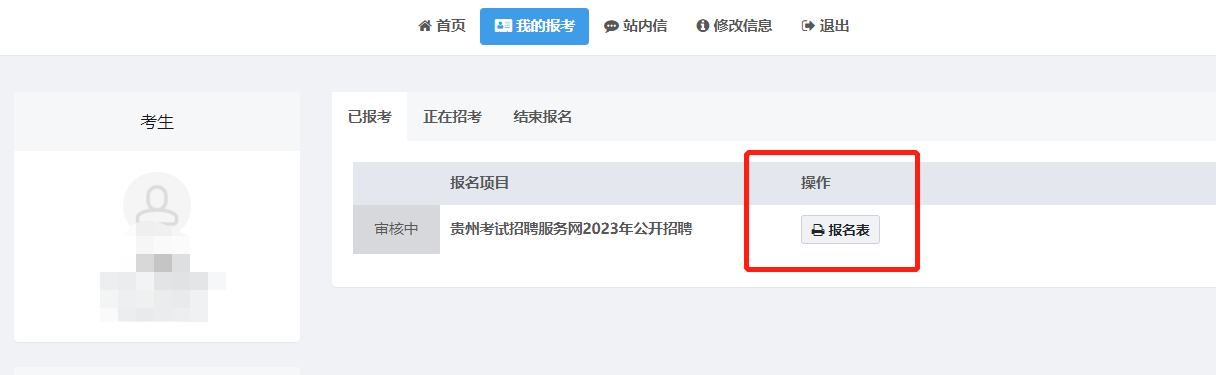 首页 我的报考 站内信 修改信息 退出
考生
已报考 正在招考 结束报名
报名项目 操作
审核中 贵州考试招聘服务网2023年公开招聘 报名表